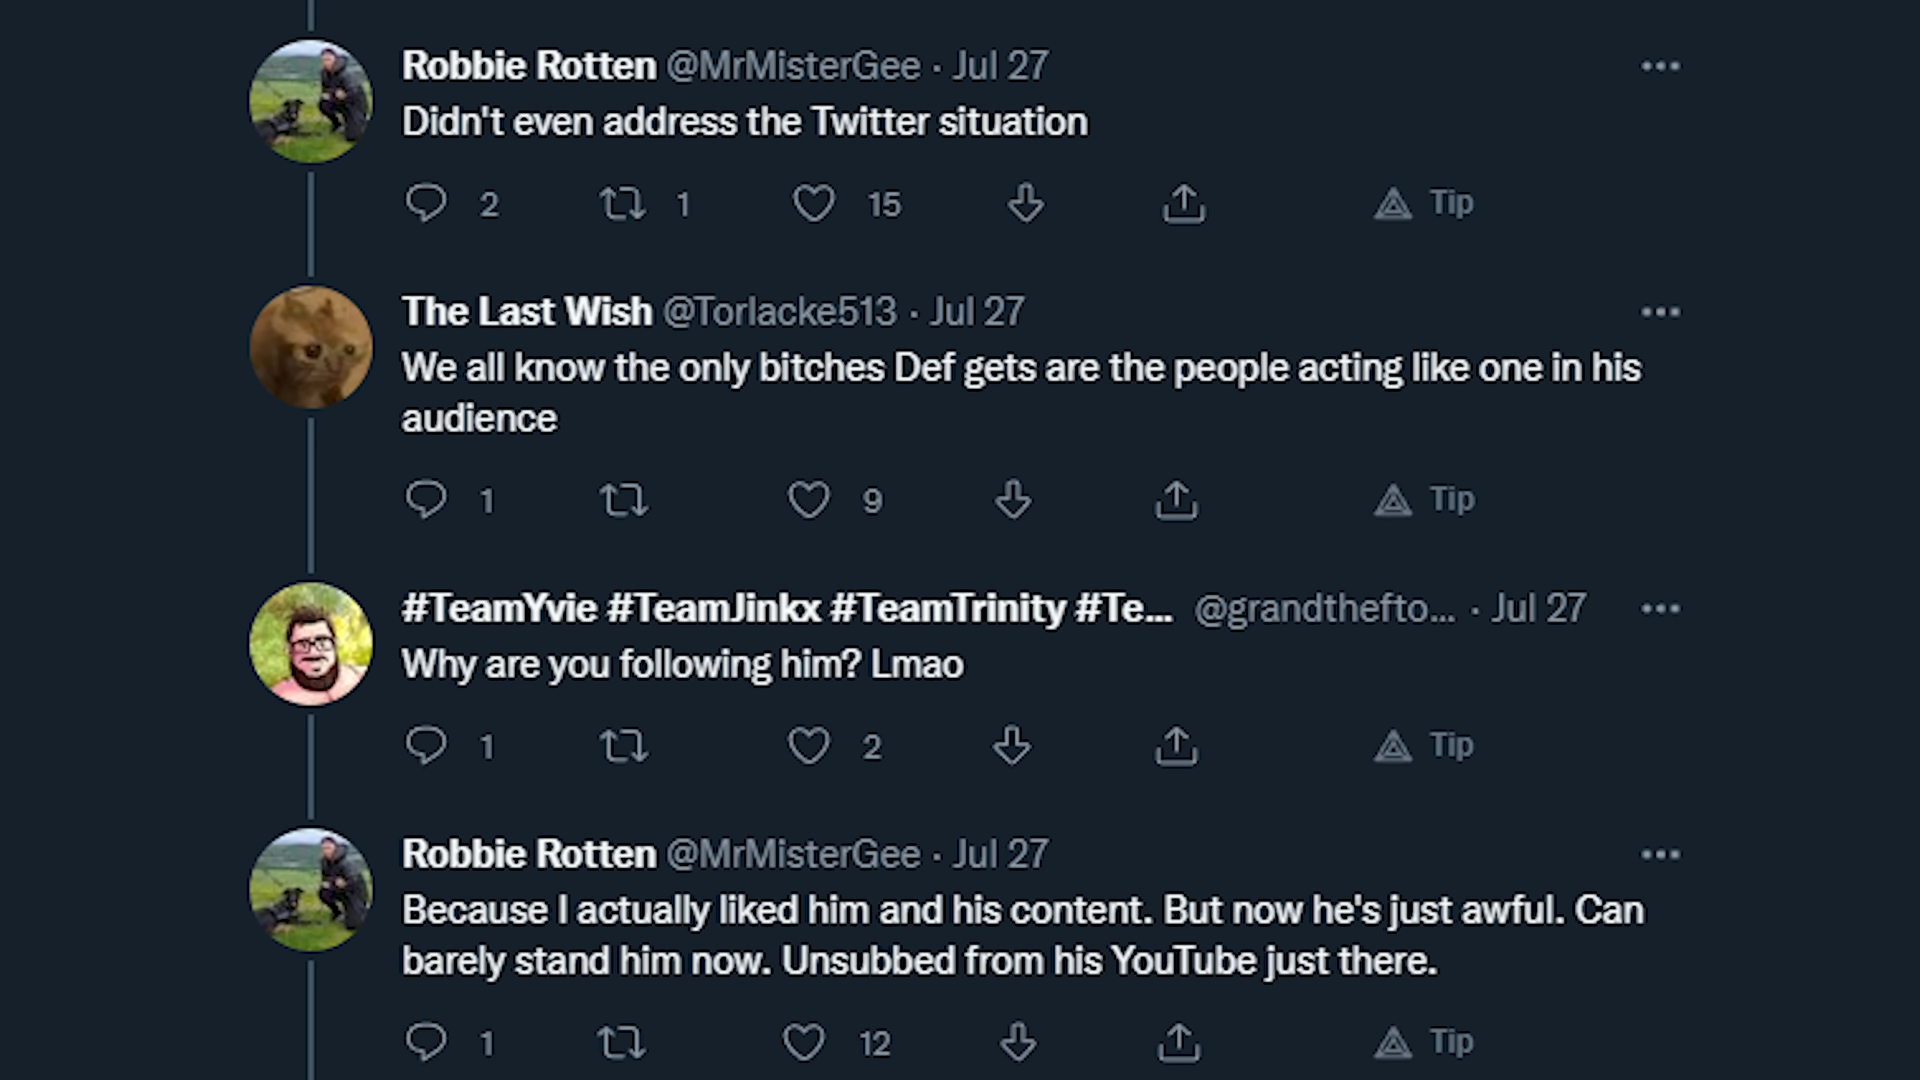 Robbie Rotten @MrMisterGee · Jul 27
Didn't even address the Twitter situation
2 1 15 Tip
The Last Wish @Torlacke513 · Jul 27
We all know the only bitches Def gets are the people acting like one in his
audience
1 9 Tip
#TeamYvie #TeamJinkx #TeamTrinity #Te... @grandthefto... · Jul 27
Why are you following him? Lmao
1 2 Tip
Robbie Rotten @MrMisterGee · Jul 27
Because I actually liked him and his content. But now he's just awful. Can
barely stand him now. Unsubbed from his YouTube just there.
1 12 Tip